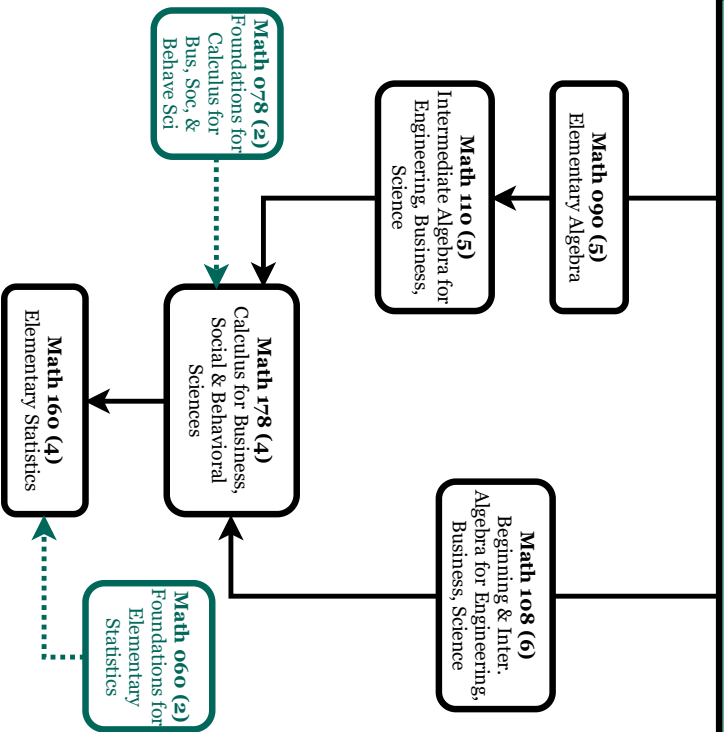 Math 090 (5)
Elementary Algebra
Math 110 (5)
Intermediate Algebra for
Engineering, Business,
Science
Math 108 (6)
Beginning & Inter.
Algebra for Engineering,
Business, Science
Math 078 (2)
Foundations for
Calculus for
Bus, Soc, &
Behave Sci
Math 178 (4)
Calculus for Business,
Social & Behavioral
Sciences
Math 060 (2)
Foundations for
Elementary
Statistics
Math 160 (4)
Elementary Statistics